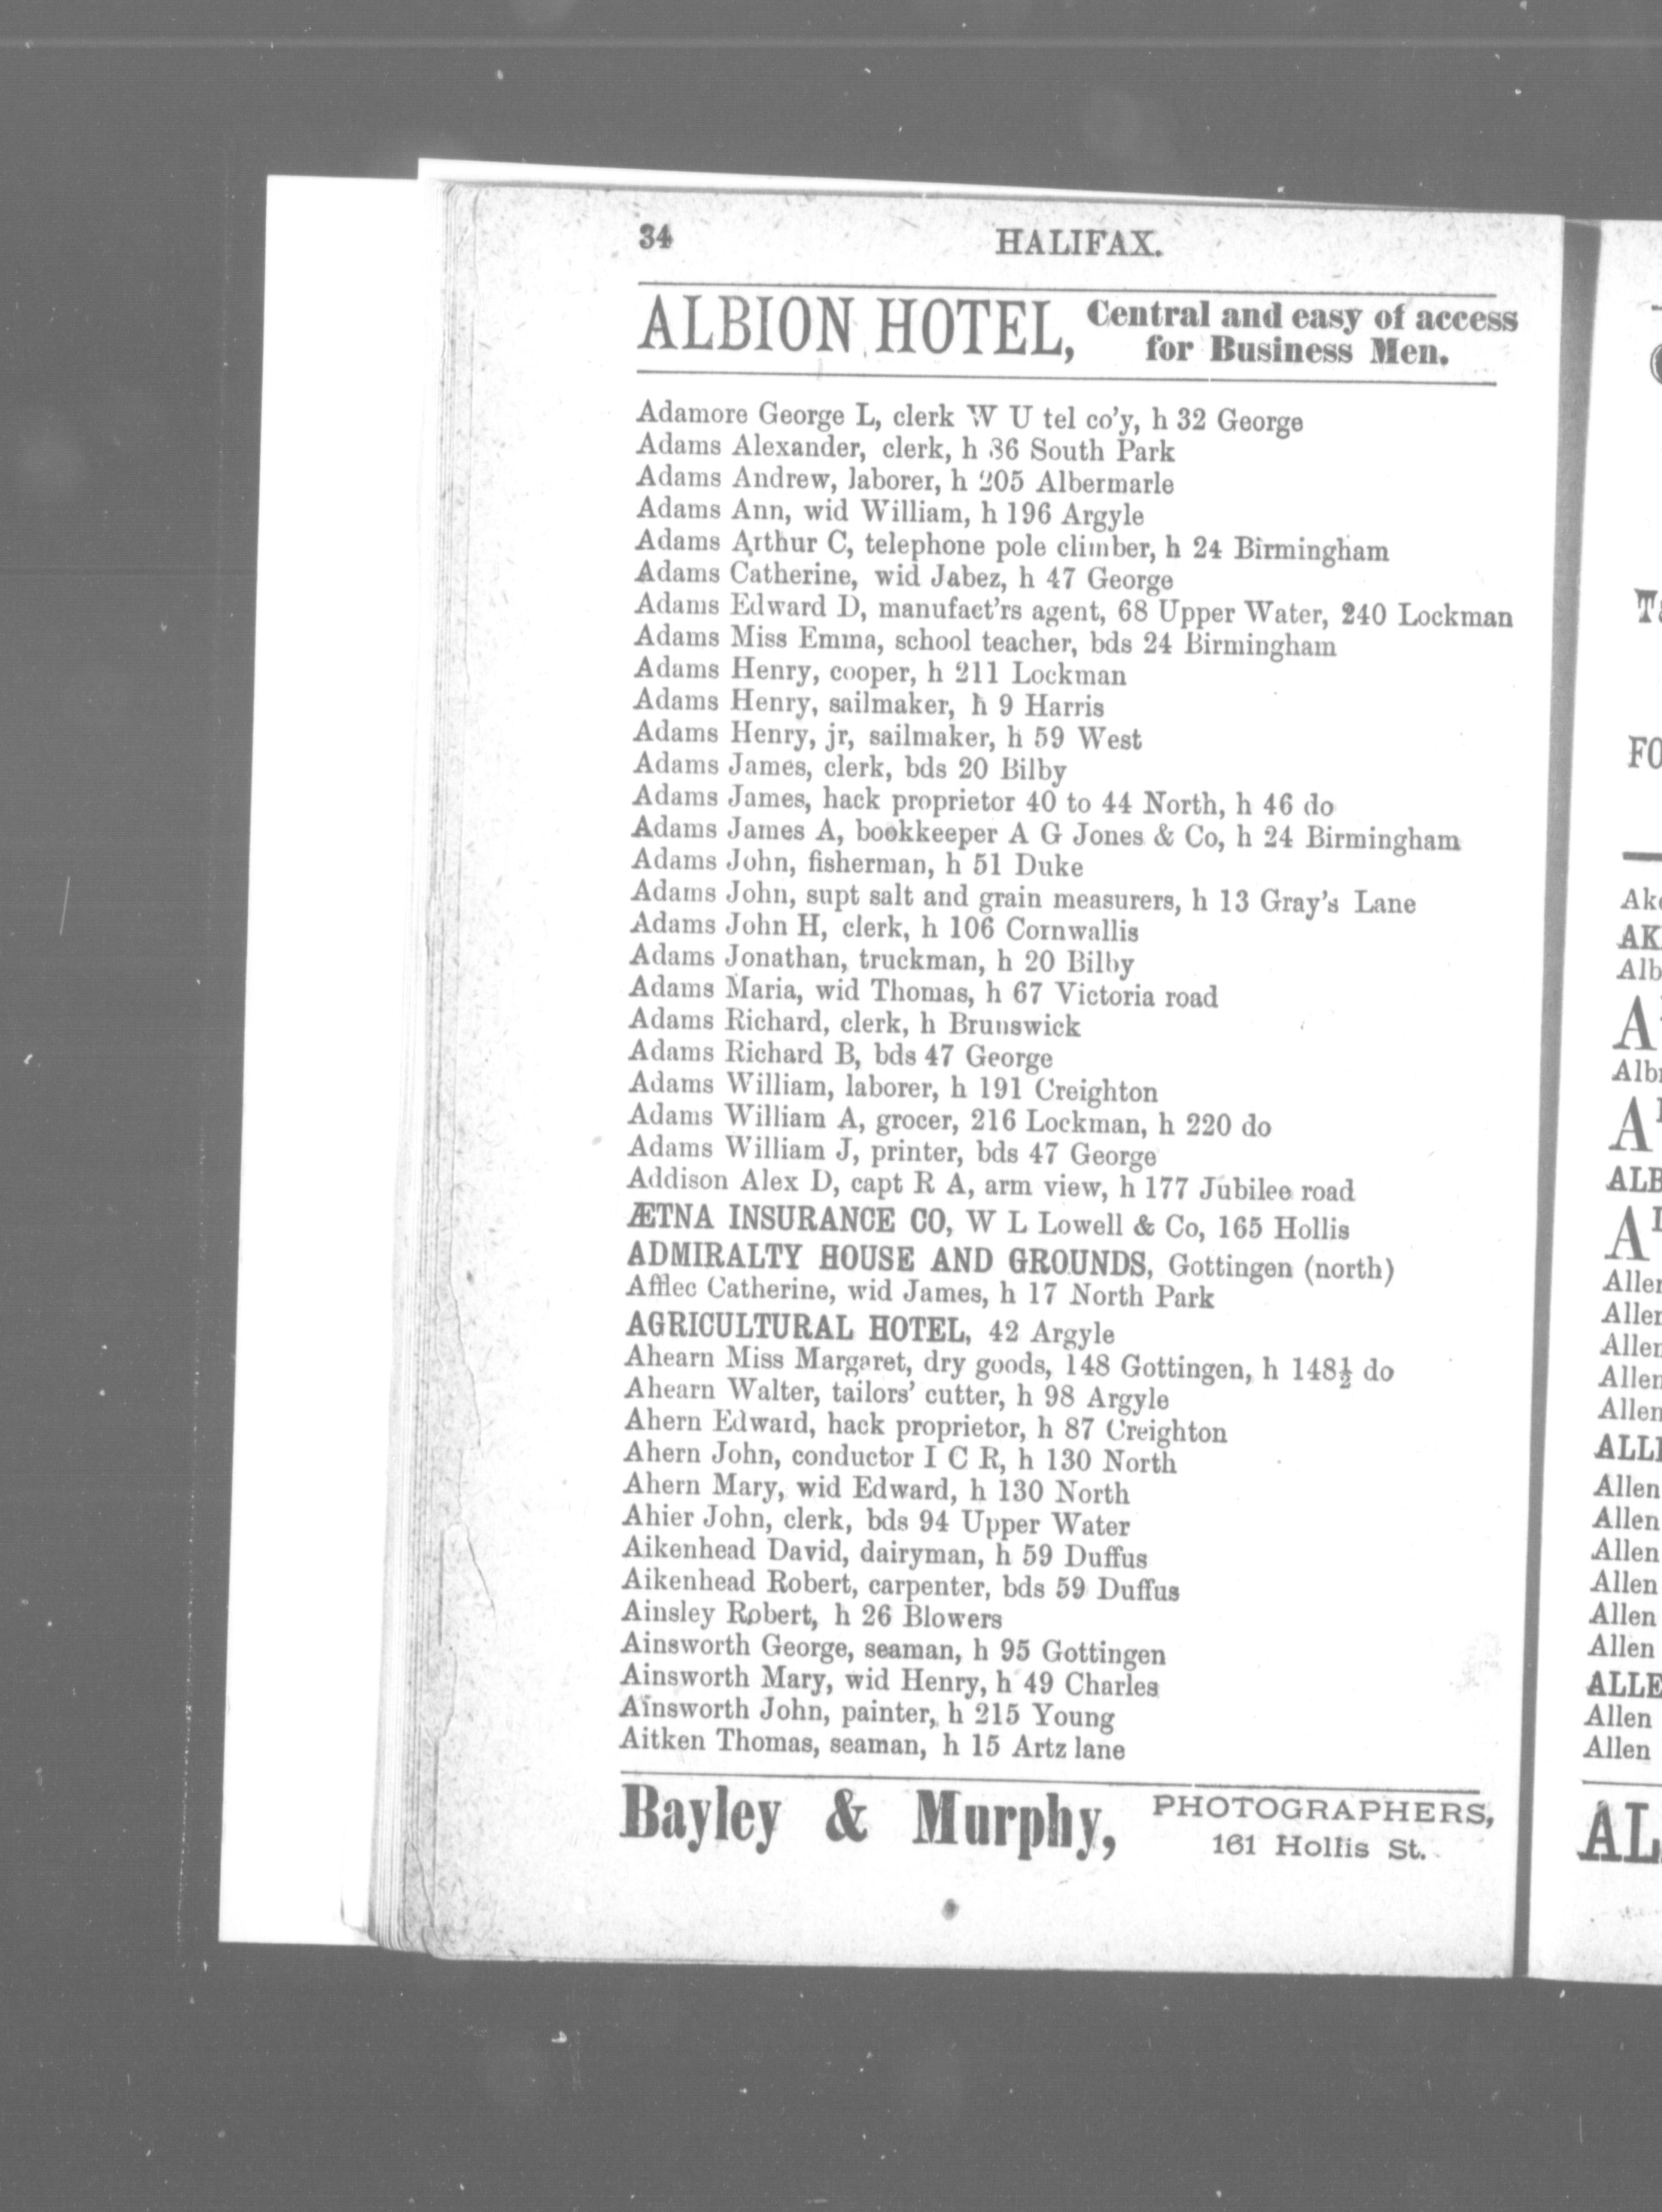 34 HALIFAX.
ALBION HOTEL, Central and easy of access
for Business Men.
Adamore George L, clerk W U tel co'y, h 32 George
Adams Alexander, clerk, h 36 South Park
Adams Andrew, laborer, h 205 Albermarle
Adams Ann, wid William, h 196 Argyle
Adams Arthur C, telephone pole climber, h 24 Birmingham
Adams Catherine, wid Jabez, h 47 George
Adams Edward D, manufact'rs agent, 68 Upper Water, 240 Lockman
Adams Miss Emma, school teacher, bds 24 Birmingham
Adams Henry, cooper, h 211 Lockman
Adams Henry, sailmaker, h 9 Harris
Adams Henry, jr, sailmaker, h 59 West
Adams James, clerk, bds 20 Bilby
Adams James, hack proprietor 40 to 44 North, h 46 do
Adams James A, bookkeeper A G Jones & Co, h 24 Birmingham
Adams John, fisherman, h 51 Duke
Adams John, supt salt and grain measurers, h 13 Gray's Lane
Adams John H, clerk, h 106 Cornwallis
Adams Jonathan, truckman, h 20 Bilby
Adams Maria, wid Thomas, h 67 Victoria road
Adams Richard, clerk, h Brunswick
Adams Richard B, bds 47 George
Adams William, laborer, h 191 Creighton
Adams William A, grocer, 216 Lockman, h 220 do
Adams William J, printer, bds 47 George
Addison Alex D, capt R A, arm view, h 177 Jubilee road
ÆTNA INSURANCE CO, W L Lowell & Co, 165 Hollis
ADMIRALTY HOUSE AND GROUNDS, Gottingen (north)
Afflec Catherine, wid James, h 17 North Park
AGRICULTURAL HOTEL, 42 Argyle
Ahearn Miss Margaret, dry goods, 148 Gottingen, h 148½ do
Ahearn Walter, tailors' cutter, h 98 Argyle
Ahern Edward, hack proprietor, h 87 Creighton
Ahern John, conductor I C R, h 130 North
Ahern Mary, wid Edward, h 130 North
Ahier John, clerk, bds 94 Upper Water
Aikenhead David, dairyman, h 59 Duffus
Aikenhead Robert, carpenter, bds 59 Duffus
Ainsley Robert, h 26 Blowers
Ainsworth George, seaman, h 95 Gottingen
Ainsworth Mary, wid Henry, h 49 Charles
Ainsworth John, painter, h 215 Young
Aitken Thomas, seaman, h 15 Artz lane
Bayley & Murphy, PHOTOGRAPHERS,
161 Hollis St.
Allen
Allen
Allen
Allen
Allen
Allen
Allen
Allen
Allen